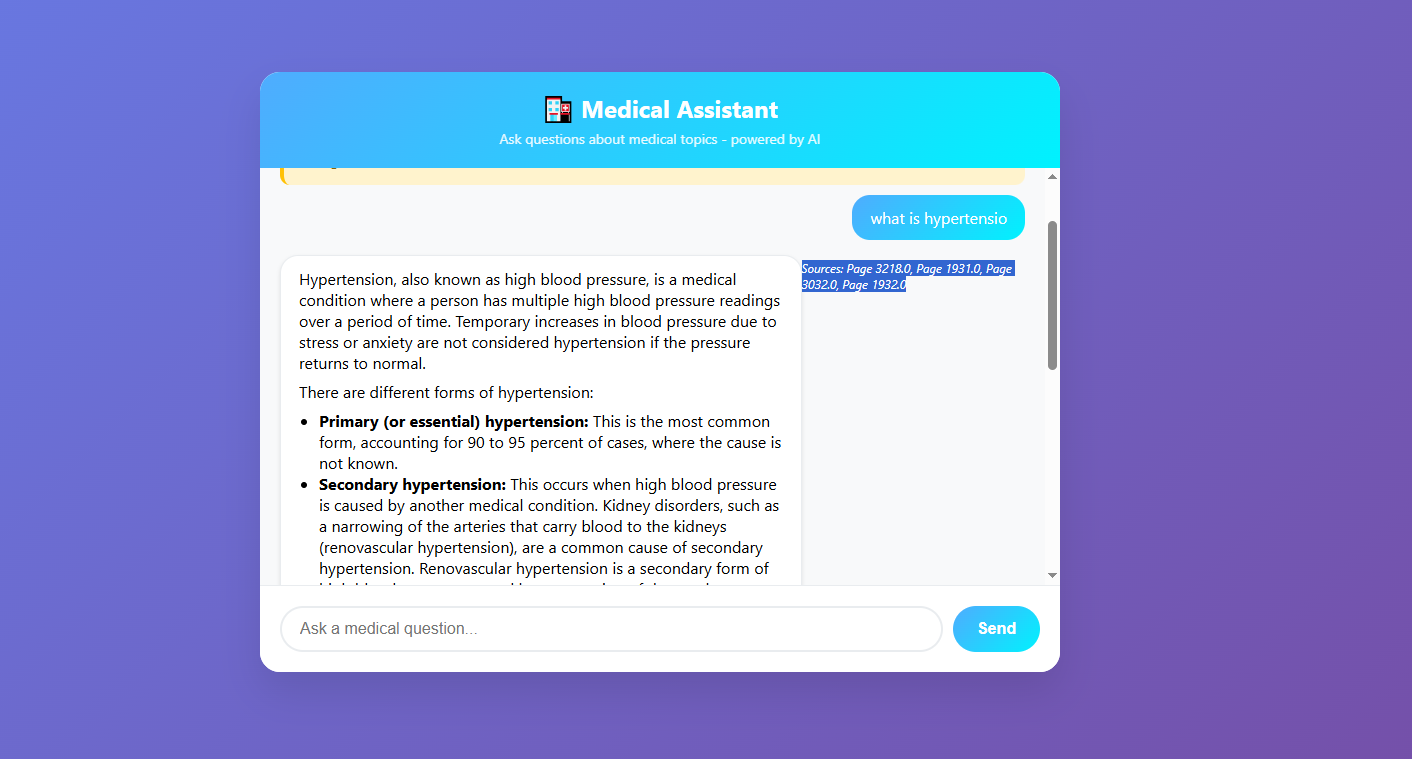 Medical Assistant
Ask questions about medical topics - powered by AI
what is hypertensio
Hypertension, also known as high blood pressure, is a medical
condition where a person has multiple high blood pressure readings
over a period of time. Temporary increases in blood pressure due to
stress or anxiety are not considered hypertension if the pressure
returns to normal.
There are different forms of hypertension:
• Primary (or essential) hypertension: This is the most common
form, accounting for 90 to 95 percent of cases, where the cause is
not known.
• Secondary hypertension: This occurs when high blood pressure
is caused by another medical condition. Kidney disorders, such as
a narrowing of the arteries that carry blood to the kidneys
(renovascular hypertension), are a common cause of secondary
hypertension. Renovascular hypertension is a secondary form of
Sources: Page 3218.0, Page 1931.0, Page
3032.0, Page 1932.0
Ask a medical question...
Send